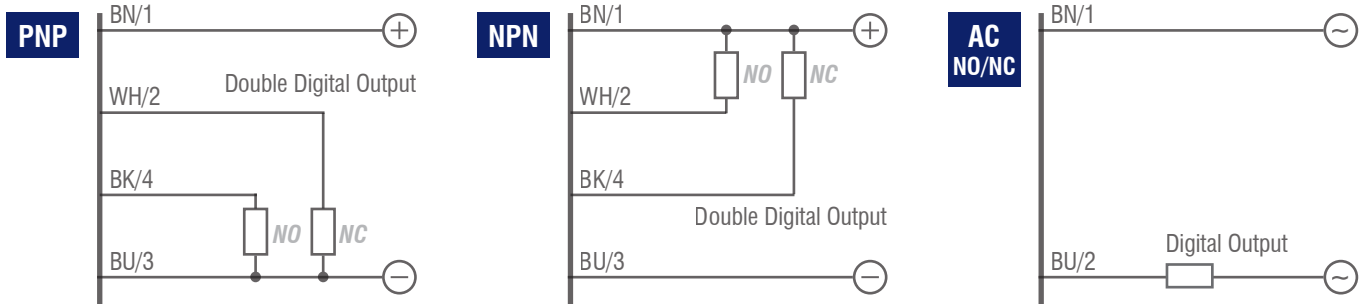 PNP
BN/1
+
Double Digital Output
WH/2
BK/4
NO
NC
BU/3
−
NPN
BN/1
+
NO
NC
WH/2
BK/4
Double Digital Output
BU/3
−
AC
NO/NC
BN/1
~
Digital Output
BU/2
~